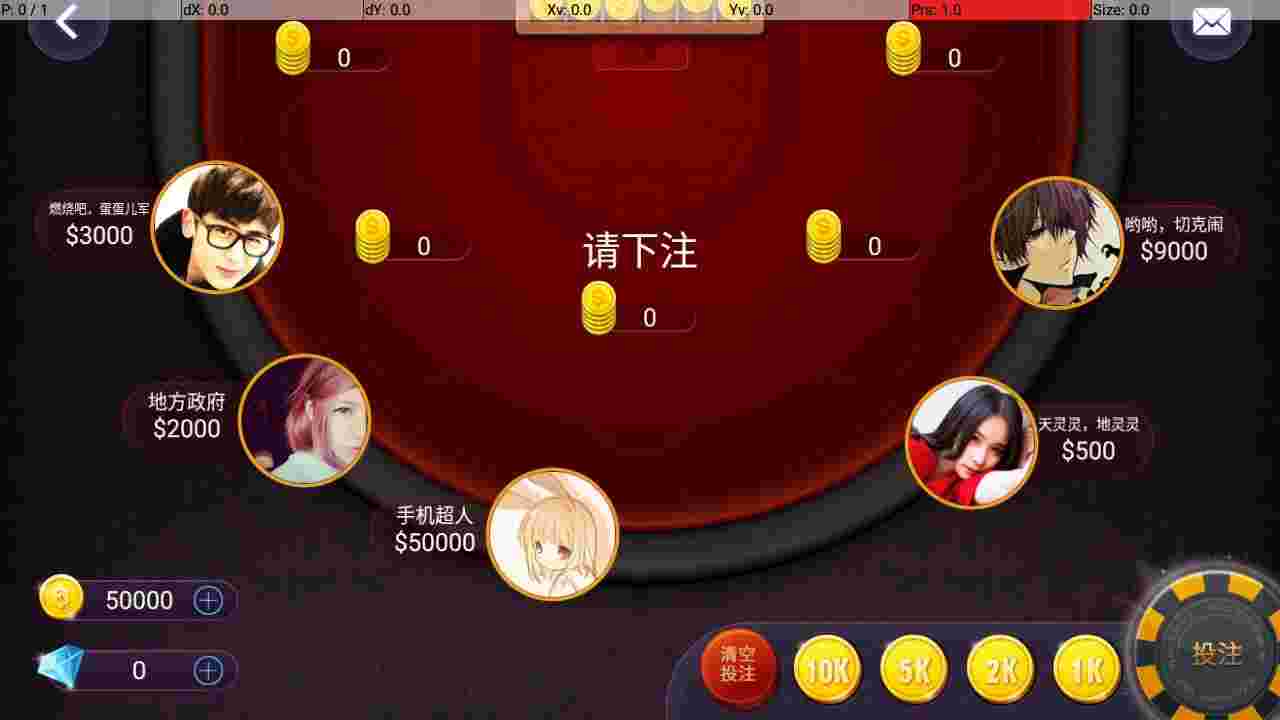 P: 0 / 1
dX: 0.0
dY: 0.0
Xv: 0.0
Yv: 0.0
Prs: 1.0
Size: 0.0
0
0
燃烧吧，蛋蛋儿军
$3000
0
请下注
0
0
哟哟，切克闹
$9000
地方政府
$2000
天灵灵，地灵灵
$500
手机超人
$50000
50000
0
清空
投注
10K
5K
2K
1K
投注